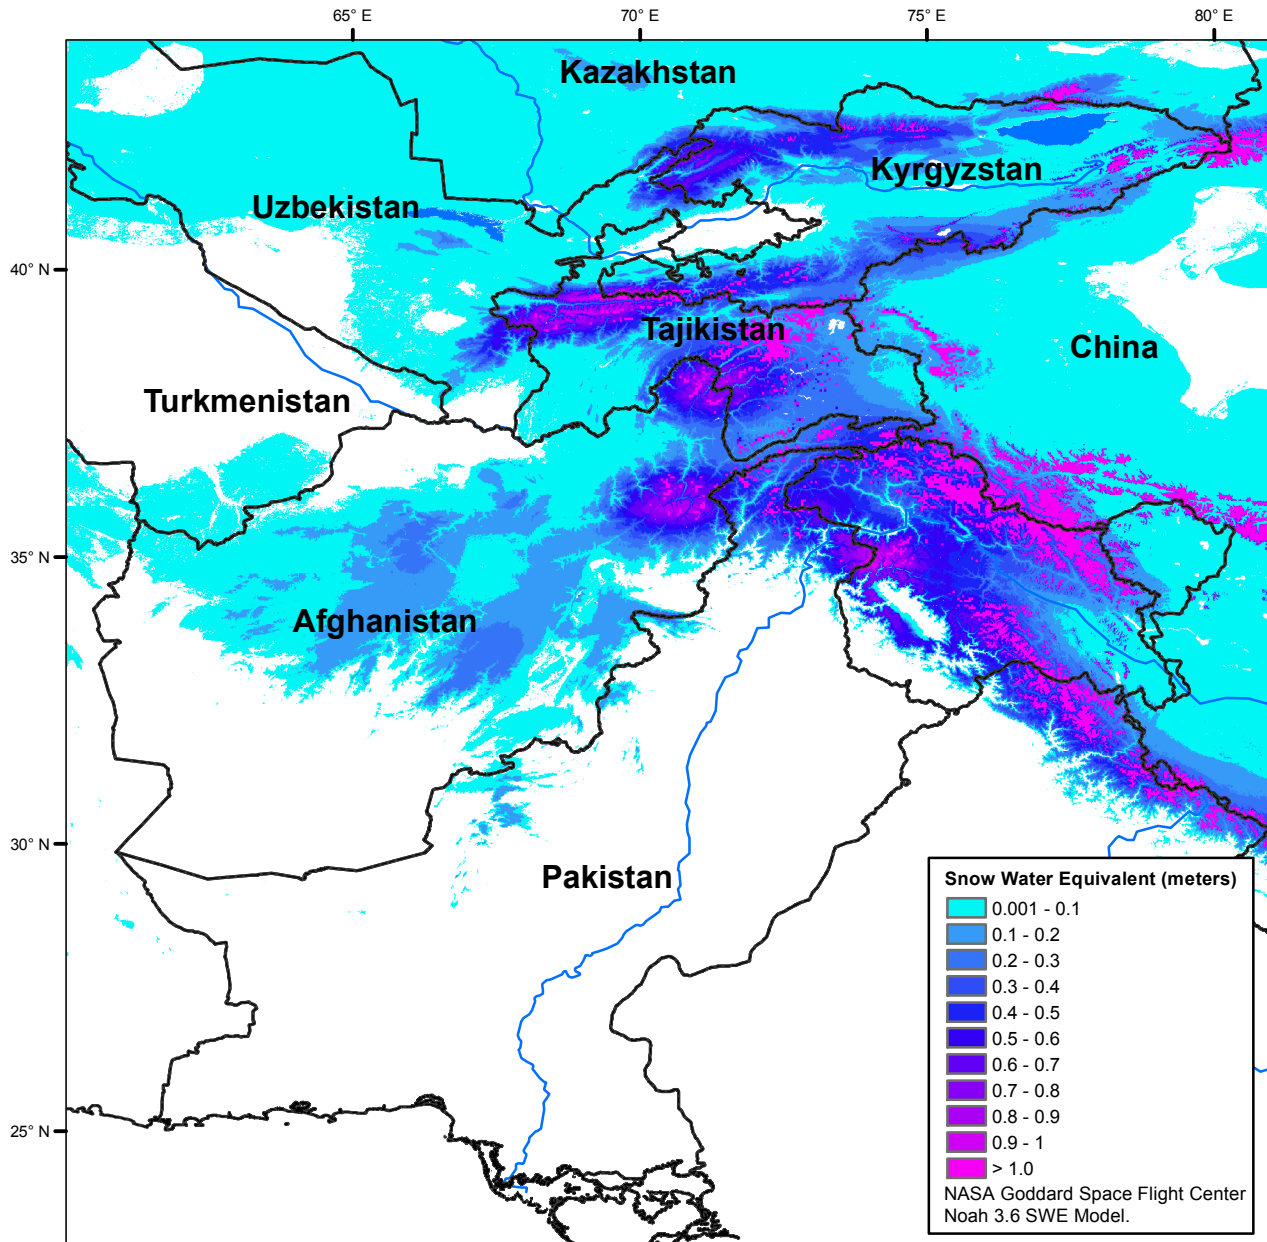 65° E
70° E
75° E
80° E
Kazakhstan
Kyrgyzstan
Uzbekistan
40° N
Tajikistan
China
Turkmenistan
35° N
Afghanistan
30° N
Pakistan
25° N
Snow Water Equivalent (meters)
0.001 - 0.1
0.1 - 0.2
0.2 - 0.3
0.3 - 0.4
0.4 - 0.5
0.5 - 0.6
0.6 - 0.7
0.7 - 0.8
0.8 - 0.9
0.9 - 1
> 1.0
NASA Goddard Space Flight Center
Noah 3.6 SWE Model.